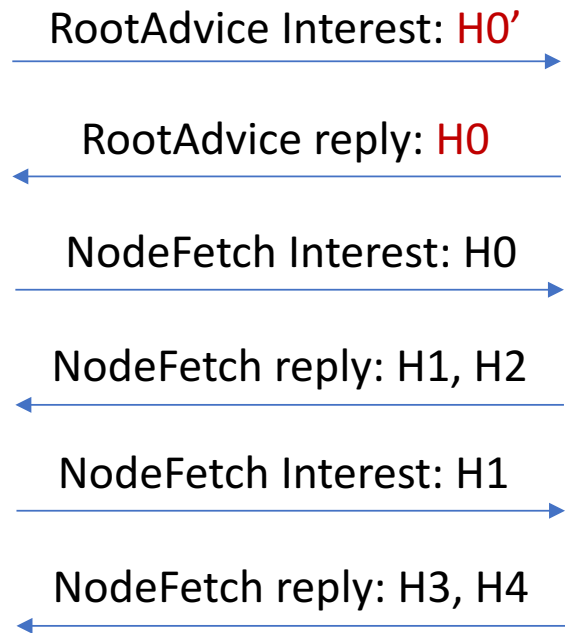 RootAdvice Interest: H0’
RootAdvice reply: H0
NodeFetch Interest: H0
NodeFetch reply: H1, H2
NodeFetch Interest: H1
NodeFetch reply: H3, H4